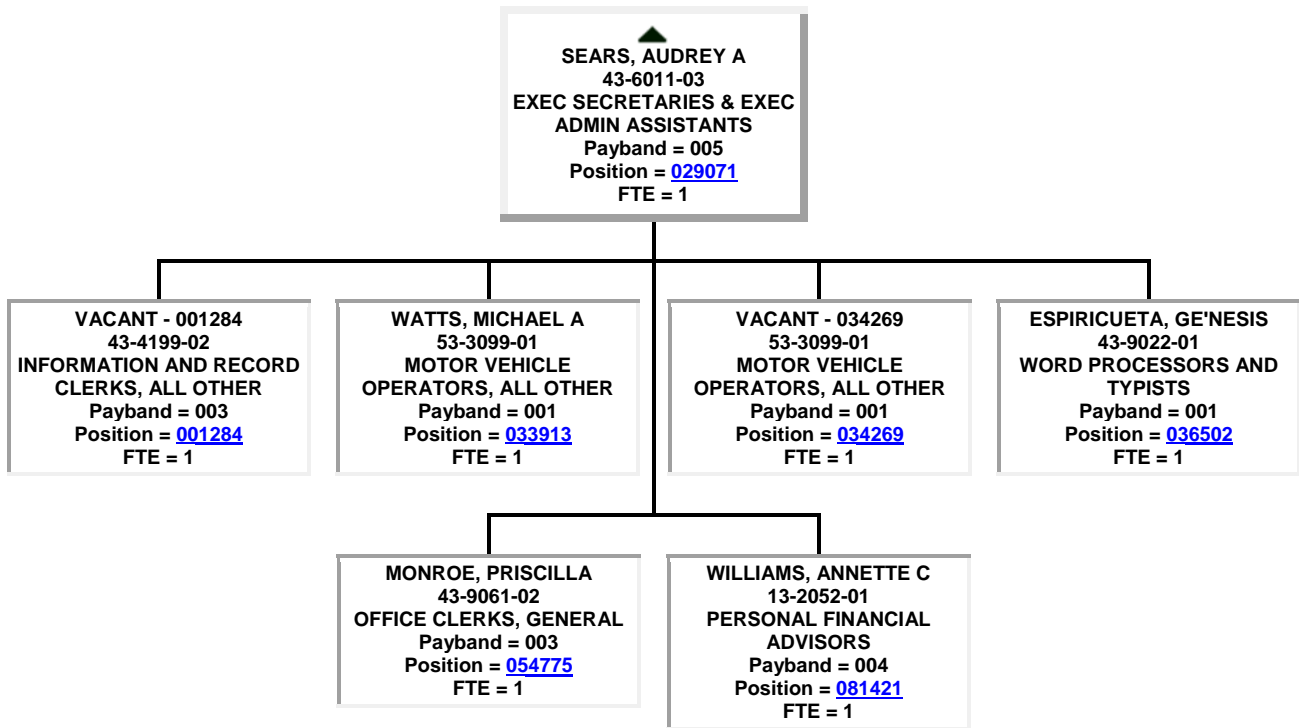 SEARS, AUDREY A
43-6011-03
EXEC SECRETARIES & EXEC
ADMIN ASSISTANTS
Payband = 005
Position = 029071
FTE = 1
VACANT - 001284
43-4199-02
INFORMATION AND RECORD
CLERKS, ALL OTHER
Payband = 003
Position = 001284
FTE = 1
WATTS, MICHAEL A
53-3099-01
MOTOR VEHICLE
OPERATORS, ALL OTHER
Payband = 001
Position = 033913
FTE = 1
VACANT - 034269
53-3099-01
MOTOR VEHICLE
OPERATORS, ALL OTHER
Payband = 001
Position = 034269
FTE = 1
ESPIRICUETA, GE'NESIS
43-9022-01
WORD PROCESSORS AND
TYPISTS
Payband = 001
Position = 036502
FTE = 1
MONROE, PRISCILLA
43-9061-02
OFFICE CLERKS, GENERAL
Payband = 003
Position = 054775
FTE = 1
WILLIAMS, ANNETTE C
13-2052-01
PERSONAL FINANCIAL
ADVISORS
Payband = 004
Position = 081421
FTE = 1